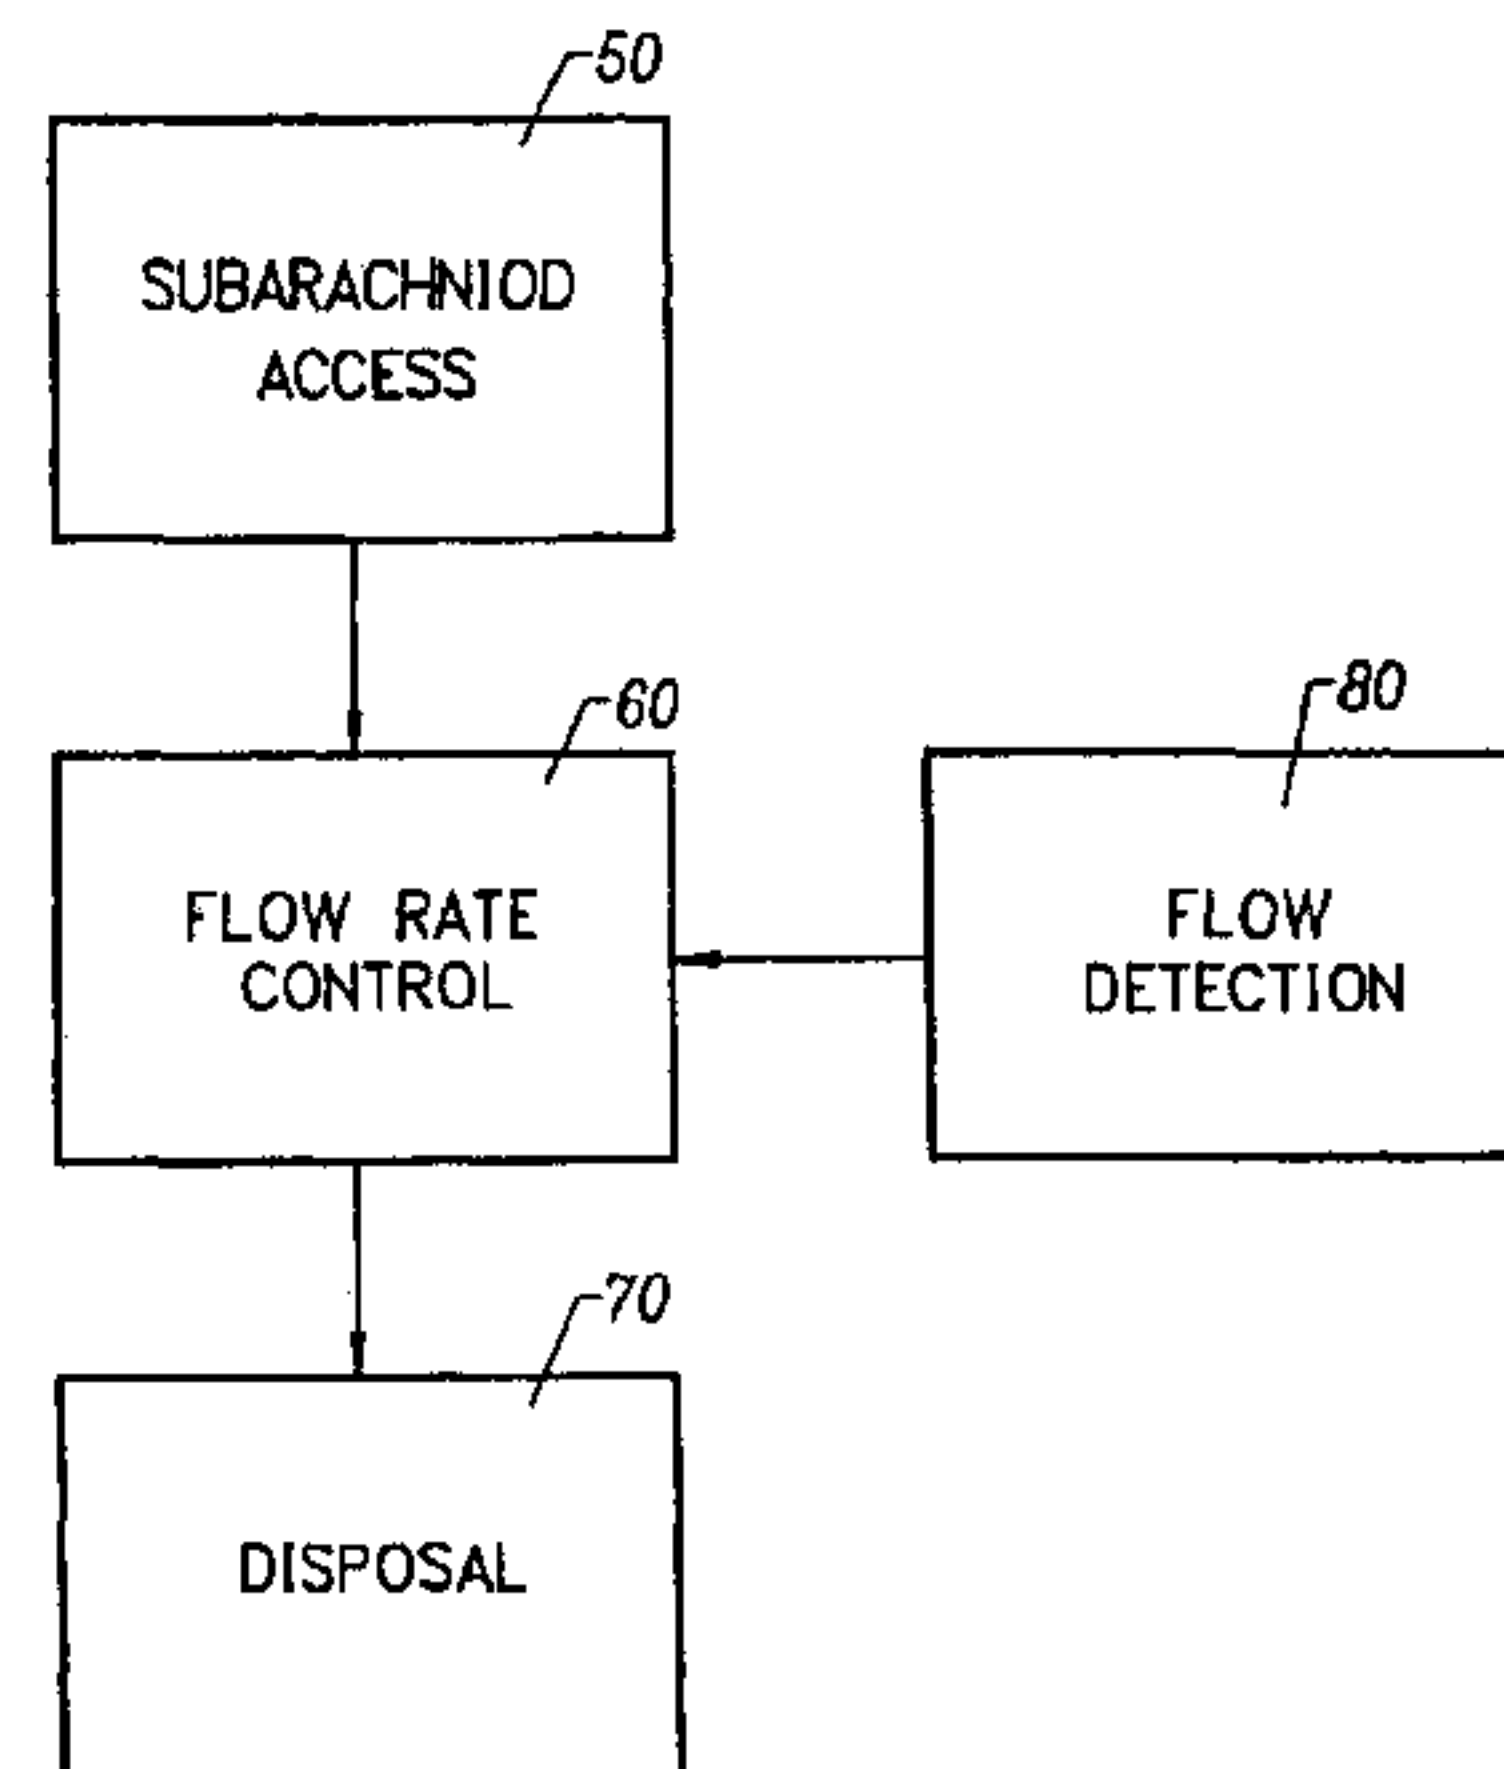 50
SUBARACHNIOD
ACCESS
60
80
FLOW RATE
CONTROL
FLOW
DETECTION
70
DISPOSAL